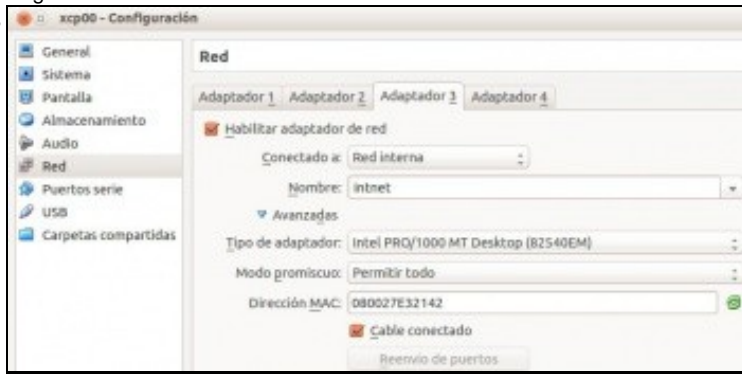 xcp00 - Configuración
General
Sistema
Pantalla
Almacenamiento
Audio
Red
Puertos serie
USB
Carpetas compartidas
Red
Adaptador 1 Adaptador 2 Adaptador 3 Adaptador 4
Habilitar adaptador de red
Conectado a: Red interna
Nombre: intnet
Avanzadas
Tipo de adaptador: Intel PRO/1000 MT Desktop (82540EM)
Modo promiscuo: Permitir todo
Dirección MAC: 080027E32142
Cable conectado
Reenvío de puertos